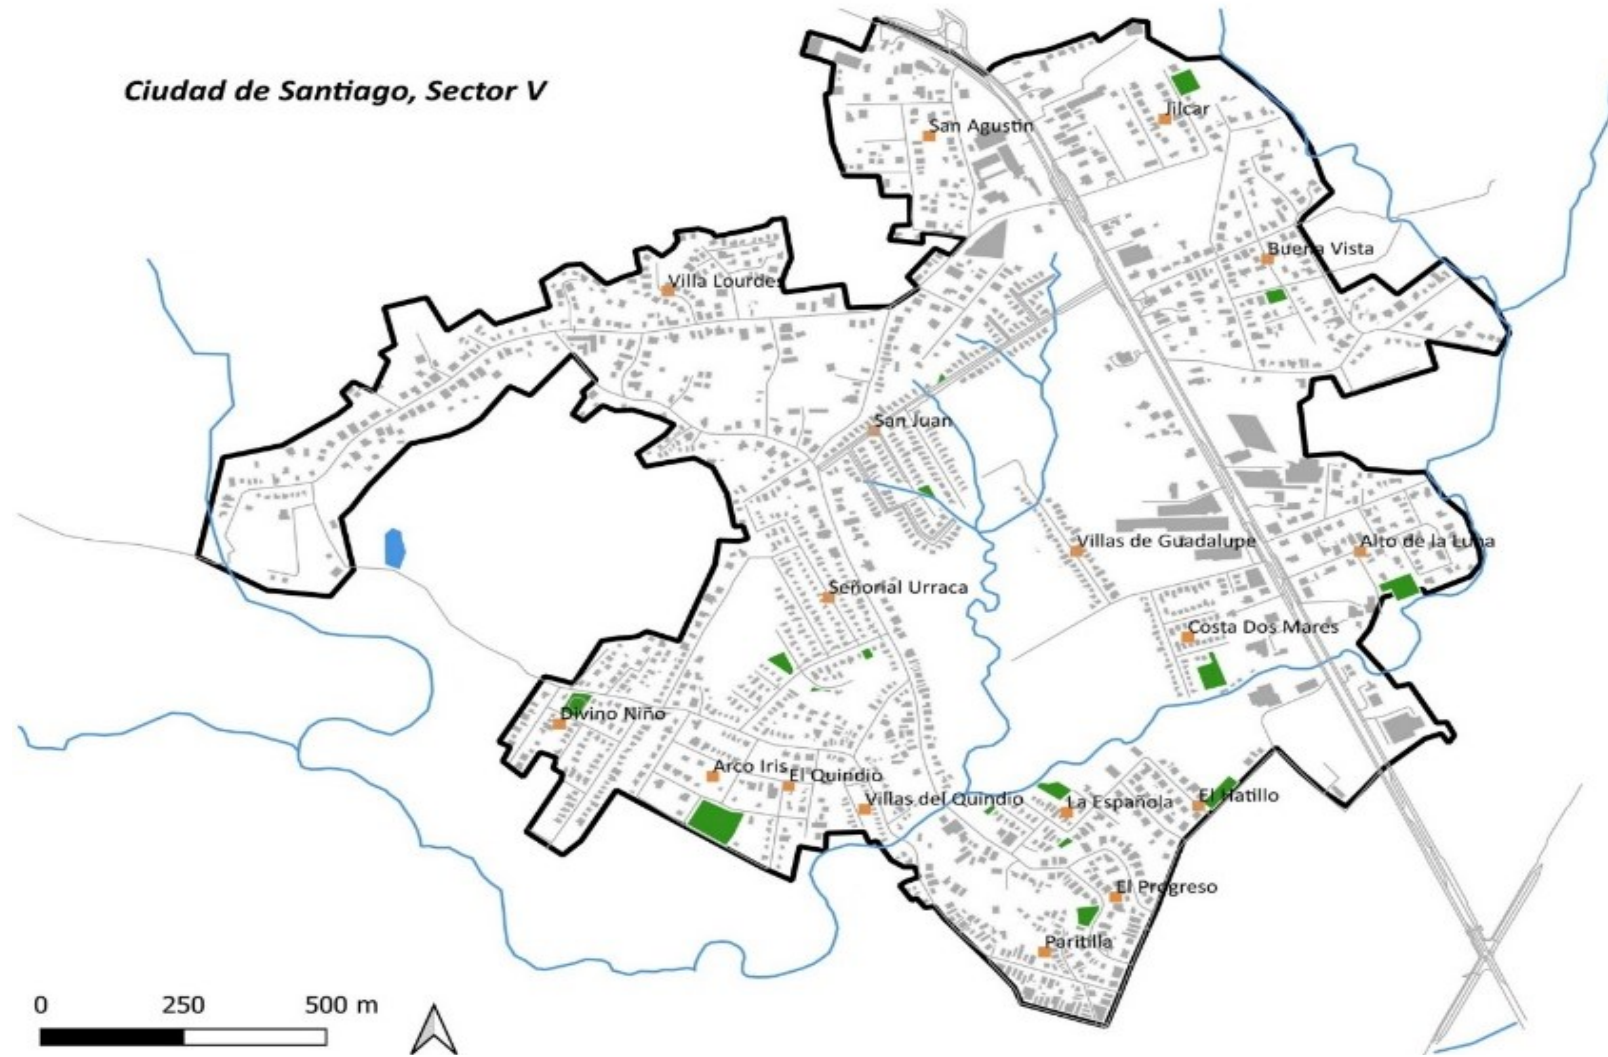 Ciudad de Santiago, Sector V
Jilcar
San Agustin
Buena Vista
Villa Lourdes
San Juan
Villas de Guadalupe
Alto de la Luna
Señorial Urraca
Costa Dos Mares
Divino Niño
Arco Iris
El Quindio
Villas del Quindio
La Española
El Hatillo
El Progreso
Paritilla
0 250 500 m